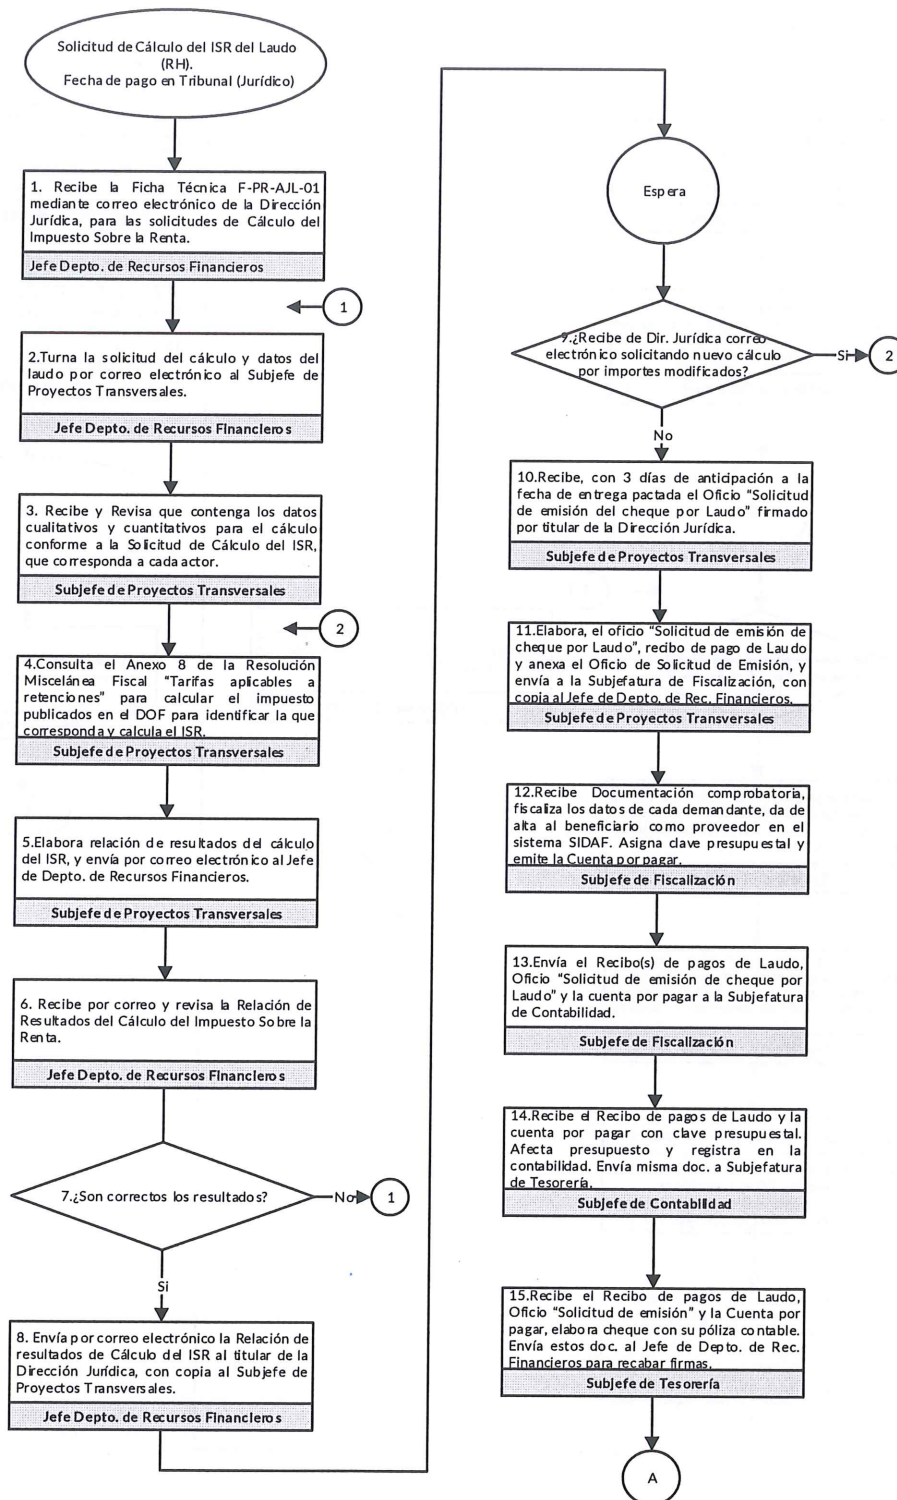 Solicitud de Cálculo del ISR del Laudo
(RH).
Fecha de pago en Tribunal (Jurídico)
1. Recibe la Ficha Técnica F-PR-AJL-01
mediante correo electrónico de la Dirección
Jurídica, para las solicitudes de Cálculo del
Impuesto Sobre la Renta.
Jefe Depto. de Recursos Financieros
1
2.Turna la solicitud del cálculo y datos del
laudo por correo electrónico al Subjefe de
Proyectos Transversales.
Jefe Depto. de Recursos Financieros
3. Recibe y Revisa que contenga los datos
cualitativos y cuantitativos para el cálculo
conforme a la Solicitud de Cálculo del ISR,
que corresponda a cada actor.
Subjefe de Proyectos Transversales
2
4.Consulta el Anexo 8 de la Resolución
Miscelánea Fiscal "Tarifas aplicables a
retenciones" para calcular el impuesto
publicados en el DOF para identificar la que
corresponda y calcula el ISR.
Subjefe de Proyectos Transversales
5.Elabora relación de resultados del cálculo
del ISR, y envía por correo electrónico al Jefe
de Depto. de Recursos Financieros.
Subjefe de Proyectos Transversales
6. Recibe por correo y revisa la Relación de
Resultados del Cálculo del Impuesto Sobre la
Renta.
Jefe Depto. de Recursos Financieros
7.¿Son correctos los resultados?
No
1
Si
8. Envía por correo electrónico la Relación de
resultados de Cálculo del ISR al titular de la
Dirección Jurídica, con copia al Subjefe de
Proyectos Transversales.
Jefe Depto. de Recursos Financieros
Espera
9.¿Recibe de Dir. Jurídica correo
electrónico solicitando nuevo cálculo
por importes modificados?
Si
2
No
10.Recibe, con 3 días de anticipación a la
fecha de entrega pactada el Oficio "Solicitud
de emisión del cheque por Laudo" firmado
por titular de la Dirección Jurídica.
Subjefe de Proyectos Transversales
11.Elabora, el oficio "Solicitud de emisión de
cheque por Laudo", recibo de pago de Laudo
y anexa el Oficio de Solicitud de Emisión, y
envía a la Subjefatura de Fiscalización, con
copia al Jefe de Depto. de Rec. Financieros.
Subjefe de Proyectos Transversales
12.Recibe Documentación comprobatoria,
fiscaliza los datos de cada demandante, da de
alta al beneficiario como proveedor en el
sistema SIDAF. Asigna clave presupuestal y
emite la Cuenta por pagar.
Subjefe de Fiscalización
13.Envía el Recibo(s) de pagos de Laudo,
Oficio "Solicitud de emisión de cheque por
Laudo" y la cuenta por pagar a la Subjefatura
de Contabilidad.
Subjefe de Fiscalización
14.Recibe el Recibo de pagos de Laudo y la
cuenta por pagar con clave presupuestal.
Afecta presupuesto y registra en la
contabilidad. Envía misma doc. a Subjefatura
de Tesorería.
Subjefe de Contabilidad
15.Recibe el Recibo de pagos de Laudo,
Oficio "Solicitud de emisión" y la Cuenta por
pagar, elabora cheque con su póliza contable.
Envía estos doc. al Jefe de Depto. de Rec.
Financieros para recabar firmas.
Subjefe de Tesorería
A